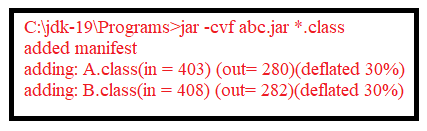 C:\jdk-19\Programs>jar -cvf abc.jar *.class
added manifest
adding: A.class(in = 403) (out= 280)(deflated 30%)
adding: B.class(in = 408) (out= 282)(deflated 30%)